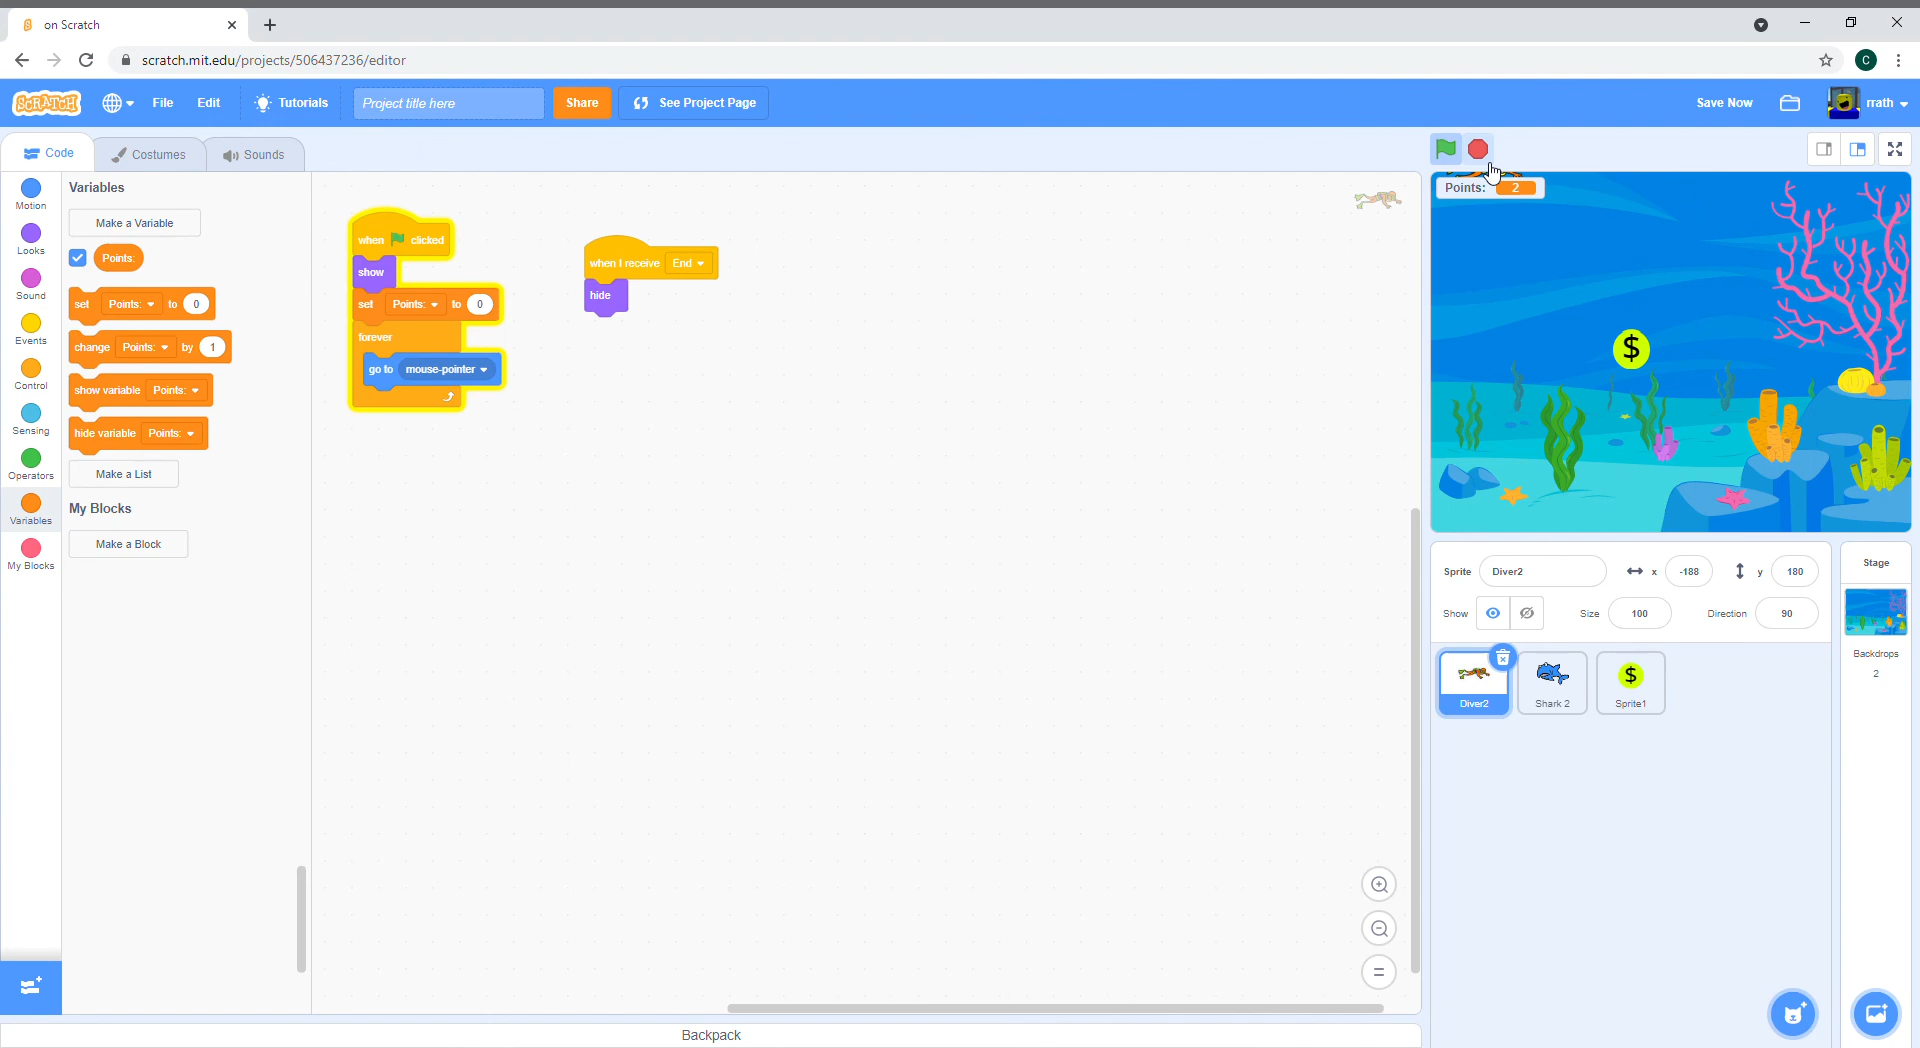 on Scratch
scratch.mit.edu/projects/506437236/editor
C
SCRATCH
File
Edit
Tutorials
Project title here
Share
See Project Page
Save Now
rrath
Code
Costumes
Sounds
Motion
Looks
Sound
Events
Control
Sensing
Operators
Variables
My Blocks
Variables
Make a Variable
Points:
set Points: to 0
change Points: by 1
show variable Points:
hide variable Points:
Make a List
My Blocks
Make a Block
when clicked
show
set Points: to 0
forever
go to mouse-pointer
when I receive End
hide
Points: 2
$
Sprite Diver2 x -188 y 180
Show Size 100 Direction 90
Diver2
Shark 2
$
Sprite1
Stage
Backdrops
2
Backpack